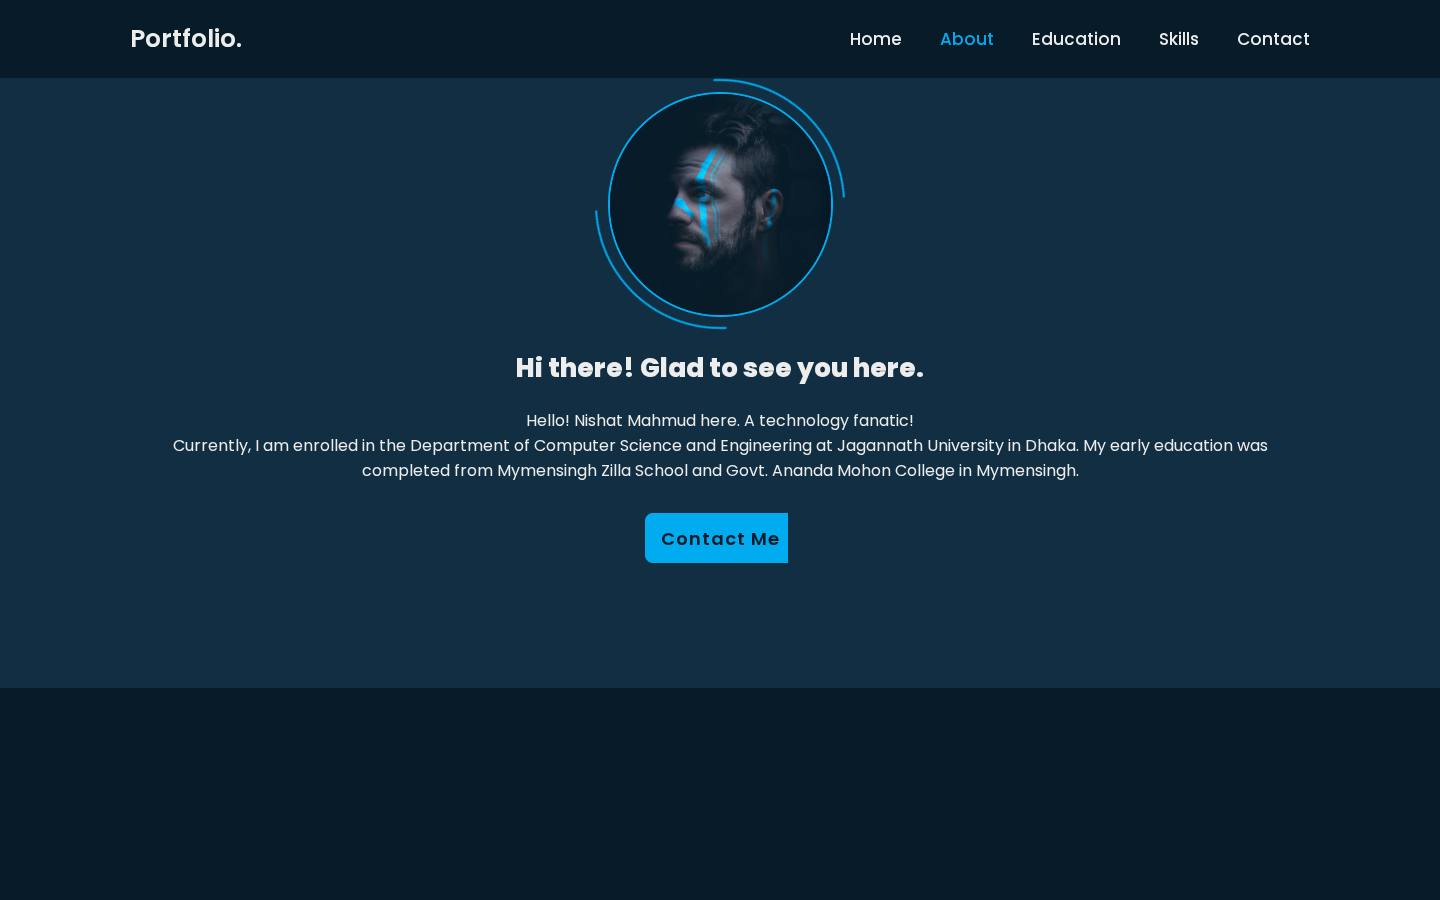 Portfolio.
Home About Education Skills Contact
Hi there! Glad to see you here.
Hello! Nishat Mahmud here. A technology fanatic!
Currently, I am enrolled in the Department of Computer Science and Engineering at Jagannath University in Dhaka. My early education was
completed from Mymensingh Zilla School and Govt. Ananda Mohon College in Mymensingh.
Contact Me